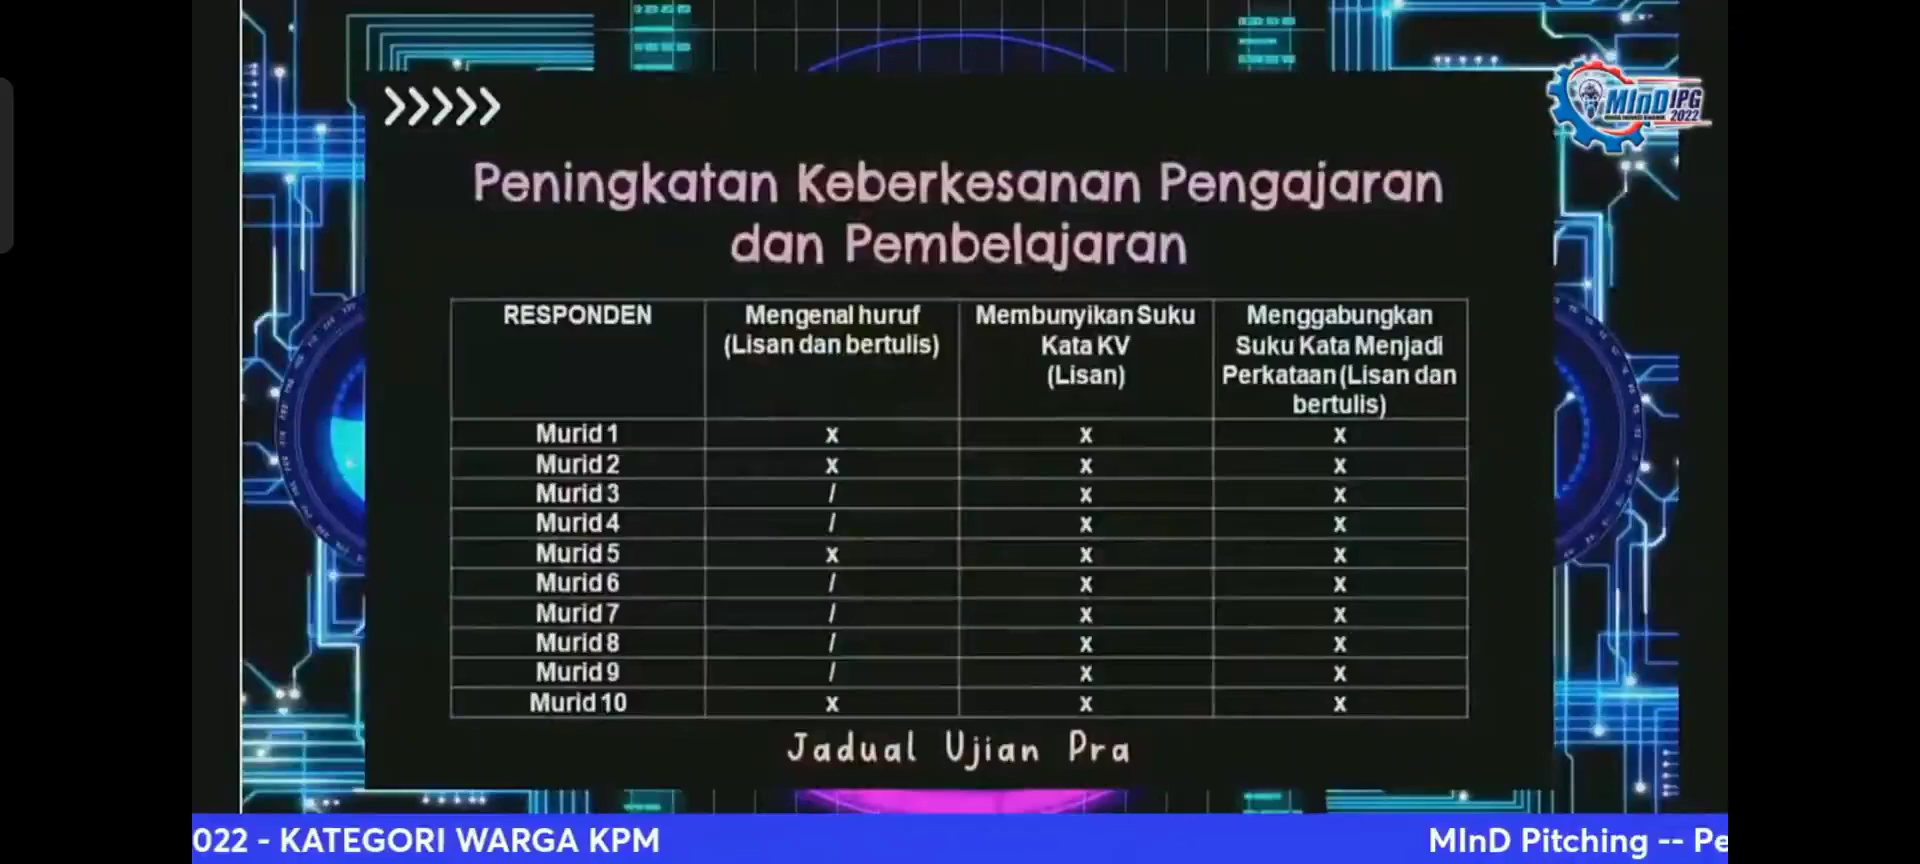 MInD IPG
2022
Peningkatan Keberkesanan Pengajaran
dan Pembelajaran
RESPONDEN Mengenal huruf (Lisan dan bertulis) Membunyikan Suku Kata KV (Lisan) Menggabungkan Suku Kata Menjadi Perkataan (Lisan dan bertulis)
Murid 1 x x x
Murid 2 x x x
Murid 3 / x x
Murid 4 / x x
Murid 5 x x x
Murid 6 / x x
Murid 7 / x x
Murid 8 / x x
Murid 9 / x x
Murid 10 x x x
Jadual Ujian Pra
022 - KATEGORI WARGA KPM MInD Pitching -- Pe